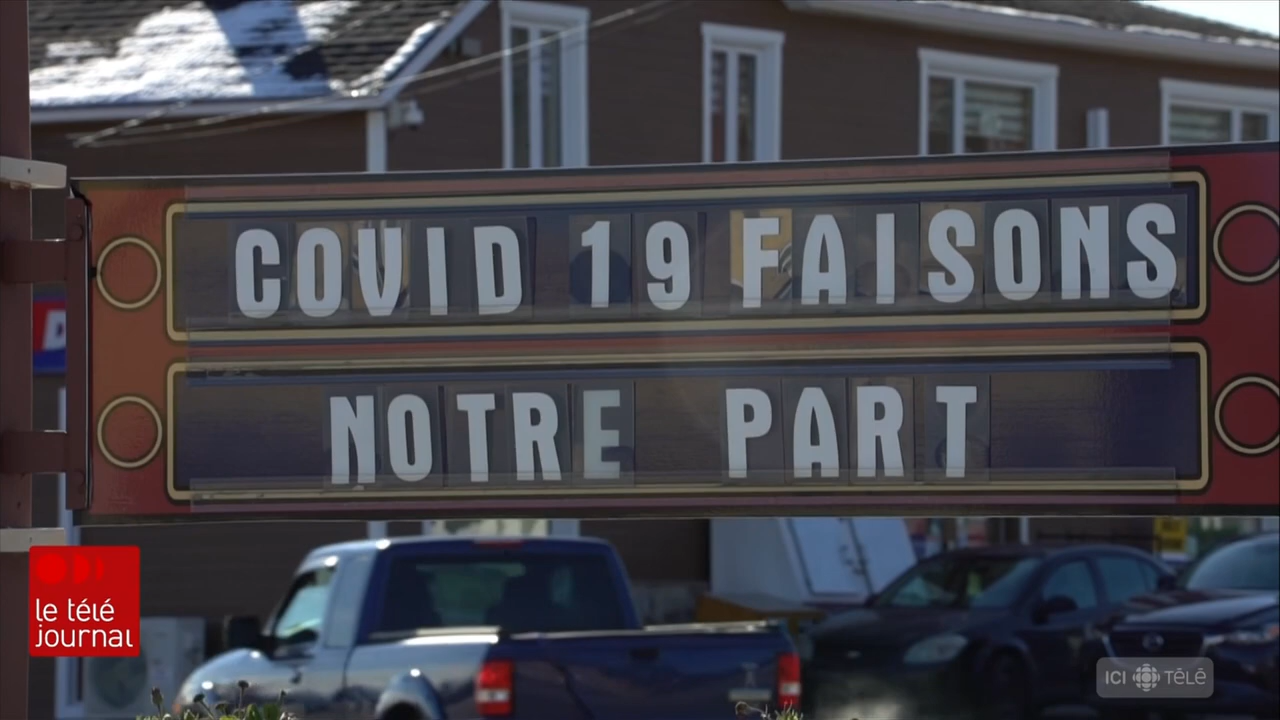 COVID 19 FAISONS
NOTRE PART
le télé
journal
ICI TÉLÉ